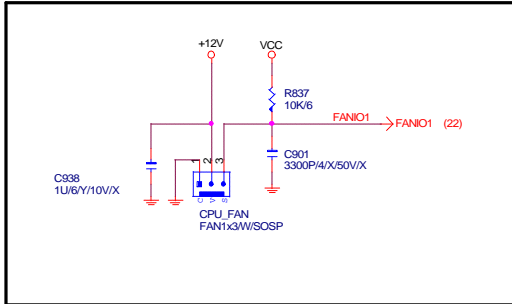 +12V
VCC
R837
10K/6
FANIO1
FANIO1 (22)
C901
3300P/4/X/50V/X
C938
1U/6/Y/10V/X
1
2
3
C
V
S
CPU_FAN
FAN1x3/W/SOSP